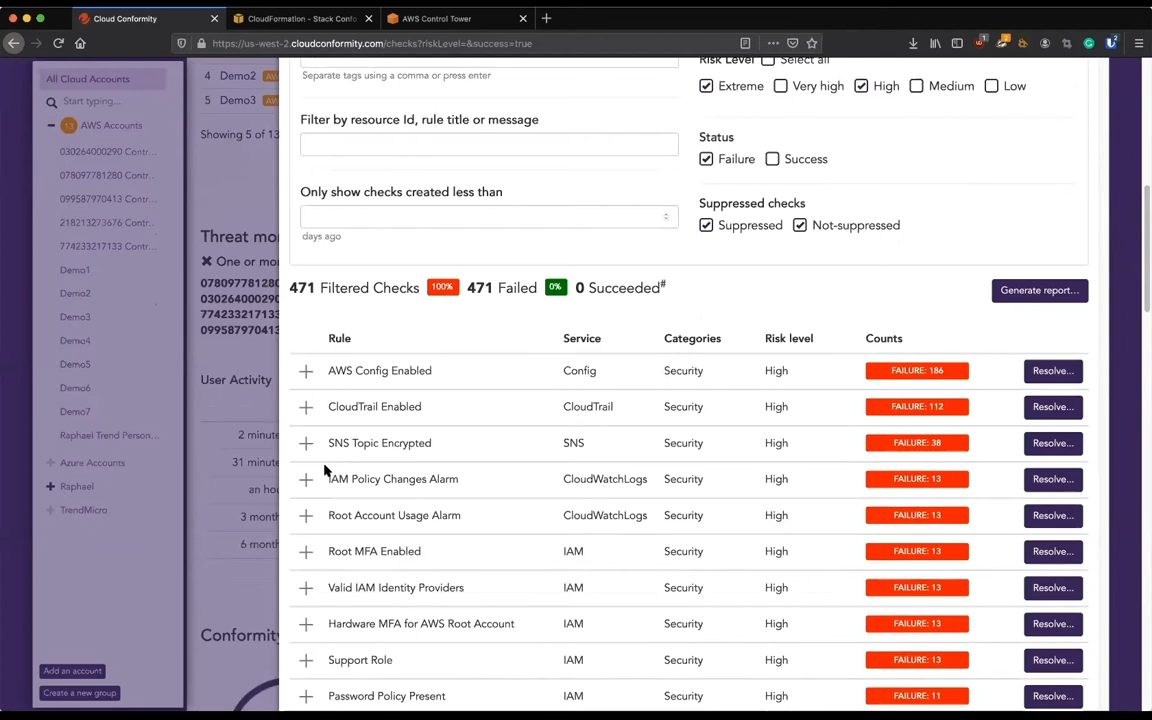 Cloud Conformity
CloudFormation - Stack Confo
AWS Control Tower
https://us-west-2.cloudconformity.com/checks?riskLevel=&success=true
All Cloud Accounts
Start typing...
13 AWS Accounts
030264000290 Contr...
078097781280 Contr...
099587970413 Contr...
218213273676 Contr...
774233217133 Contr...
Demo1
Demo2
Demo3
Demo4
Demo5
Demo6
Demo7
Raphael Trend Person...
Azure Accounts
Raphael
TrendMicro
Add an account
Create a new group
4 Demo2
5 Demo3
Showing 5 of 13
Threat mo
One or mo
078097781280
030264000290
774233217133
099587970413
User Activity
2 minute
31 minute
an hou
3 month
6 month
Conformity
Separate tags using a comma or press enter
Filter by resource Id, rule title or message
Only show checks created less than
days ago
Risk Level Select all
Extreme Very high High Medium Low
Status
Failure Success
Suppressed checks
Suppressed Not-suppressed
471 Filtered Checks 100% 471 Failed 0% 0 Succeeded#
Generate report...
Rule Service Categories Risk level Counts
AWS Config Enabled Config Security High FAILURE: 186 Resolve...
CloudTrail Enabled CloudTrail Security High FAILURE: 112 Resolve...
SNS Topic Encrypted SNS Security High FAILURE: 38 Resolve...
IAM Policy Changes Alarm CloudWatchLogs Security High FAILURE: 13 Resolve...
Root Account Usage Alarm CloudWatchLogs Security High FAILURE: 13 Resolve...
Root MFA Enabled IAM Security High FAILURE: 13 Resolve...
Valid IAM Identity Providers IAM Security High FAILURE: 13 Resolve...
Hardware MFA for AWS Root Account IAM Security High FAILURE: 13 Resolve...
Support Role IAM Security High FAILURE: 13 Resolve...
Password Policy Present IAM Security High FAILURE: 11 Resolve...